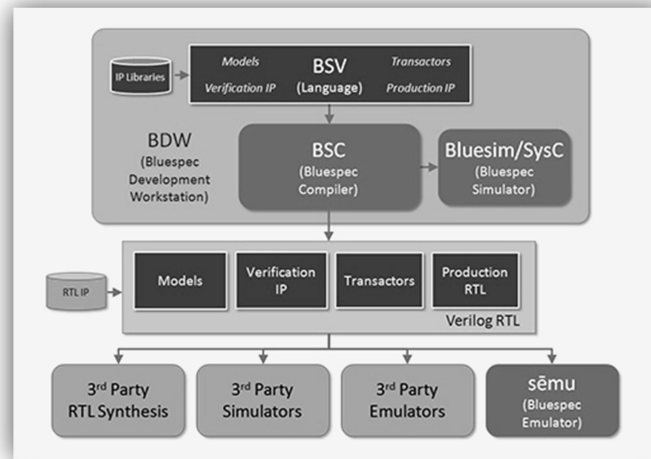 Models
BSV
Transactors
IP Libraries
Verification IP
(Language)
Production IP
BDW
(Bluespec
Development
Workstation)
BSC
(Bluespec
Compiler)
Bluesim/SysC
(Bluespec
Simulator)
RTL IP
Models
Verification
IP
Transactors
Production
RTL
Verilog RTL
3rd Party
RTL Synthesis
3rd Party
Simulators
3rd Party
Emulators
sēmu
(Bluespec
Emulator)